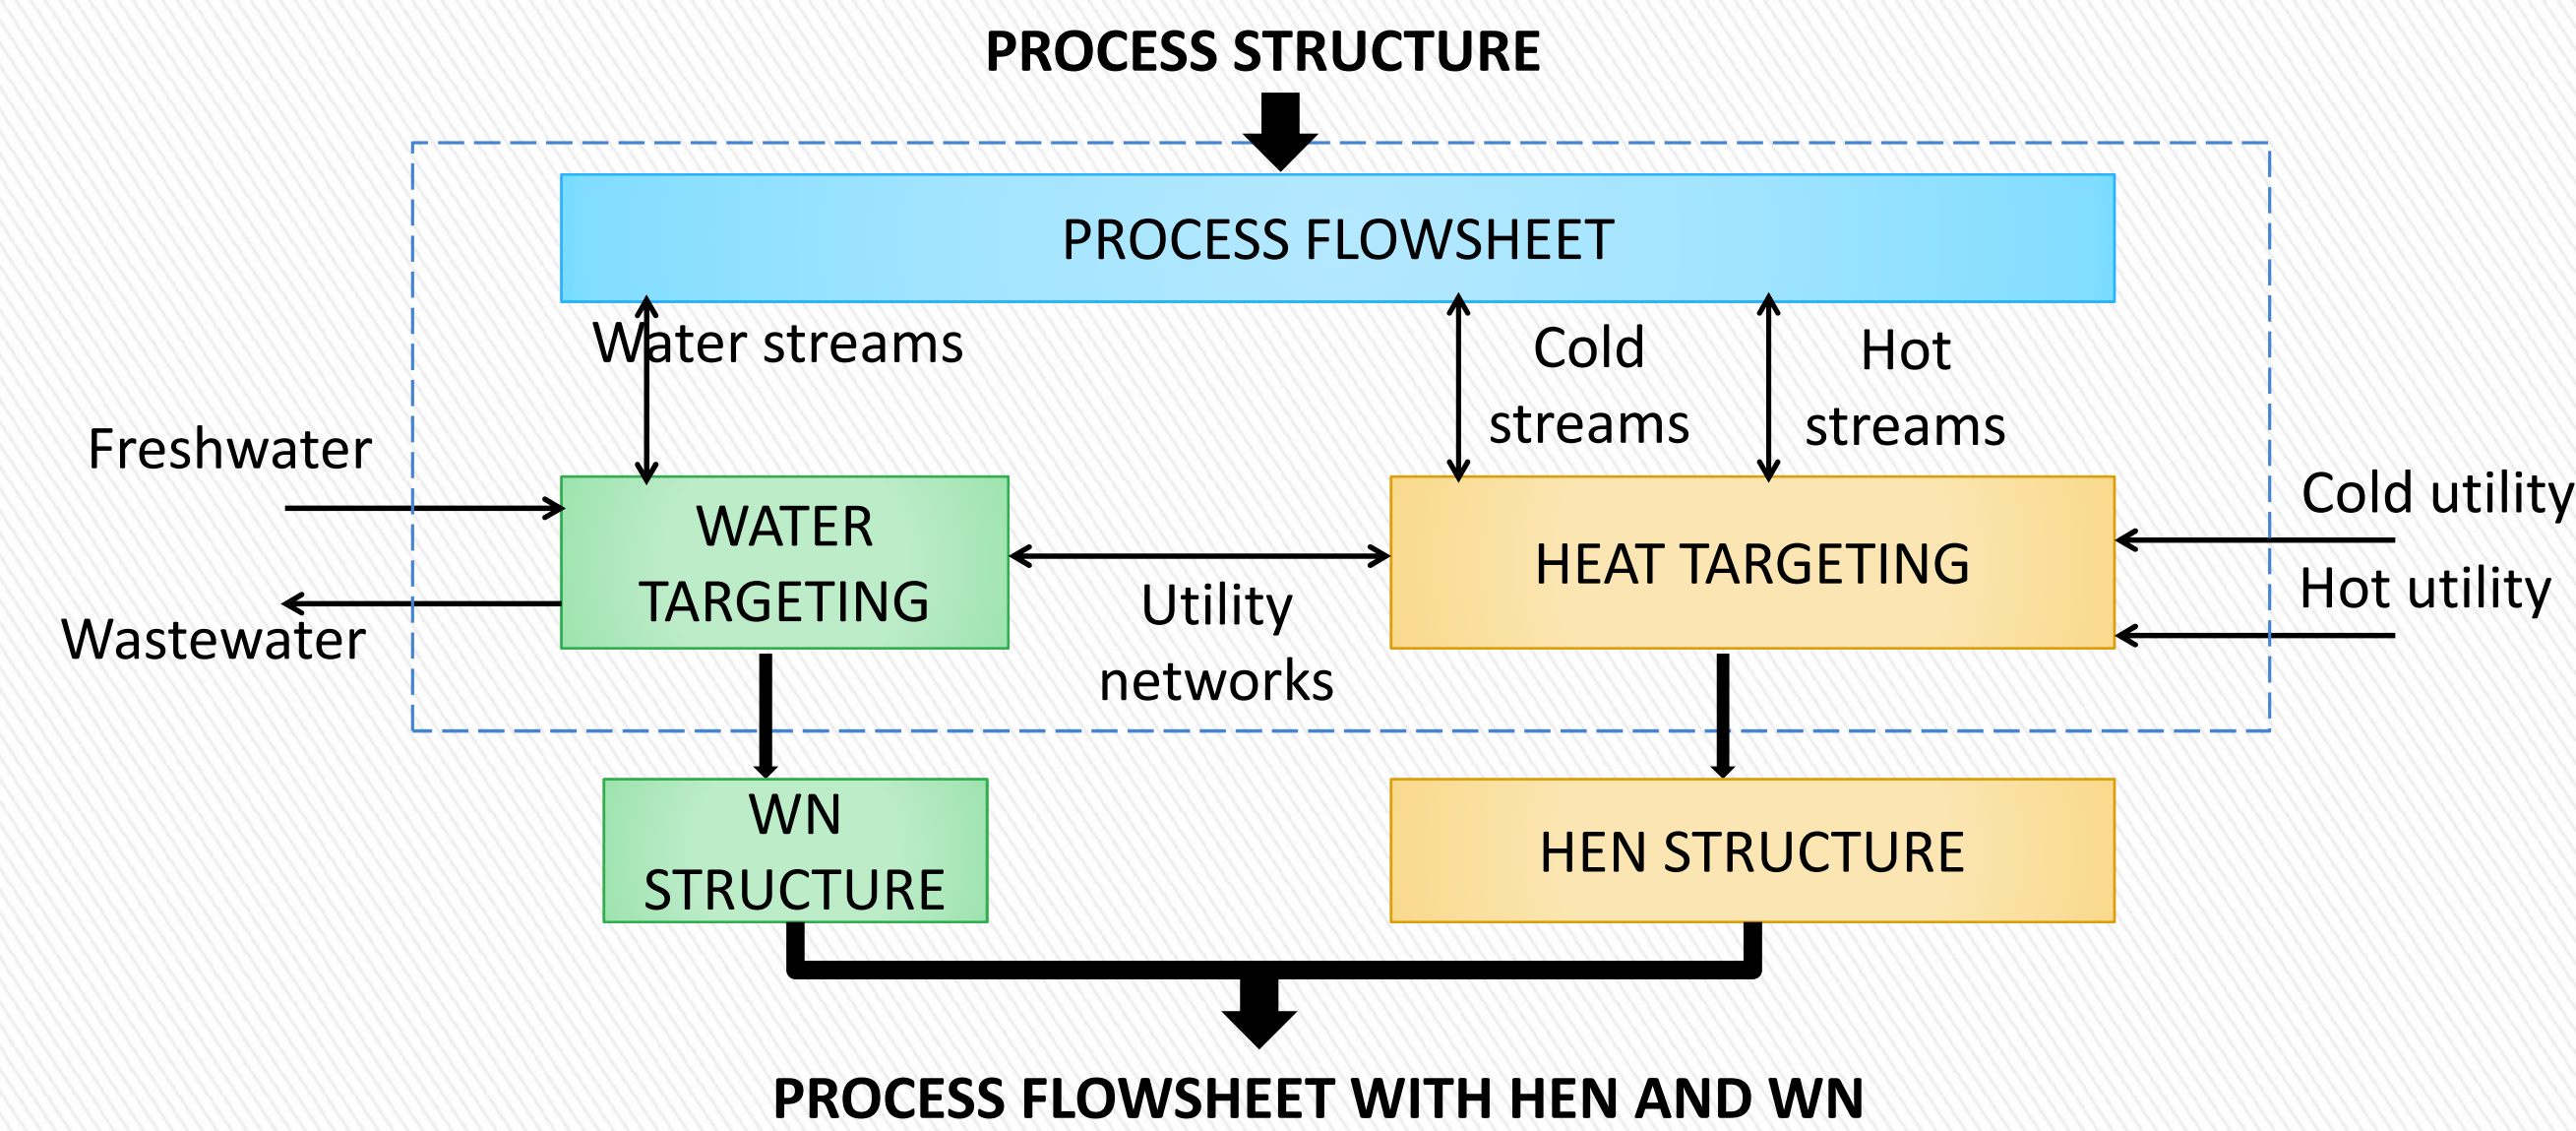 PROCESS STRUCTURE
PROCESS FLOWSHEET
Water streams
Cold
streams
Hot
streams
Freshwater
Wastewater
WATER
TARGETING
Utility
networks
HEAT TARGETING
Cold utility
Hot utility
WN
STRUCTURE
HEN STRUCTURE
PROCESS FLOWSHEET WITH HEN AND WN